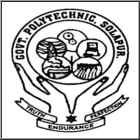 GOVT. POLYTECHNIC, SOLAPUR.
TRUTH
PERFECTION
ENDURANCE